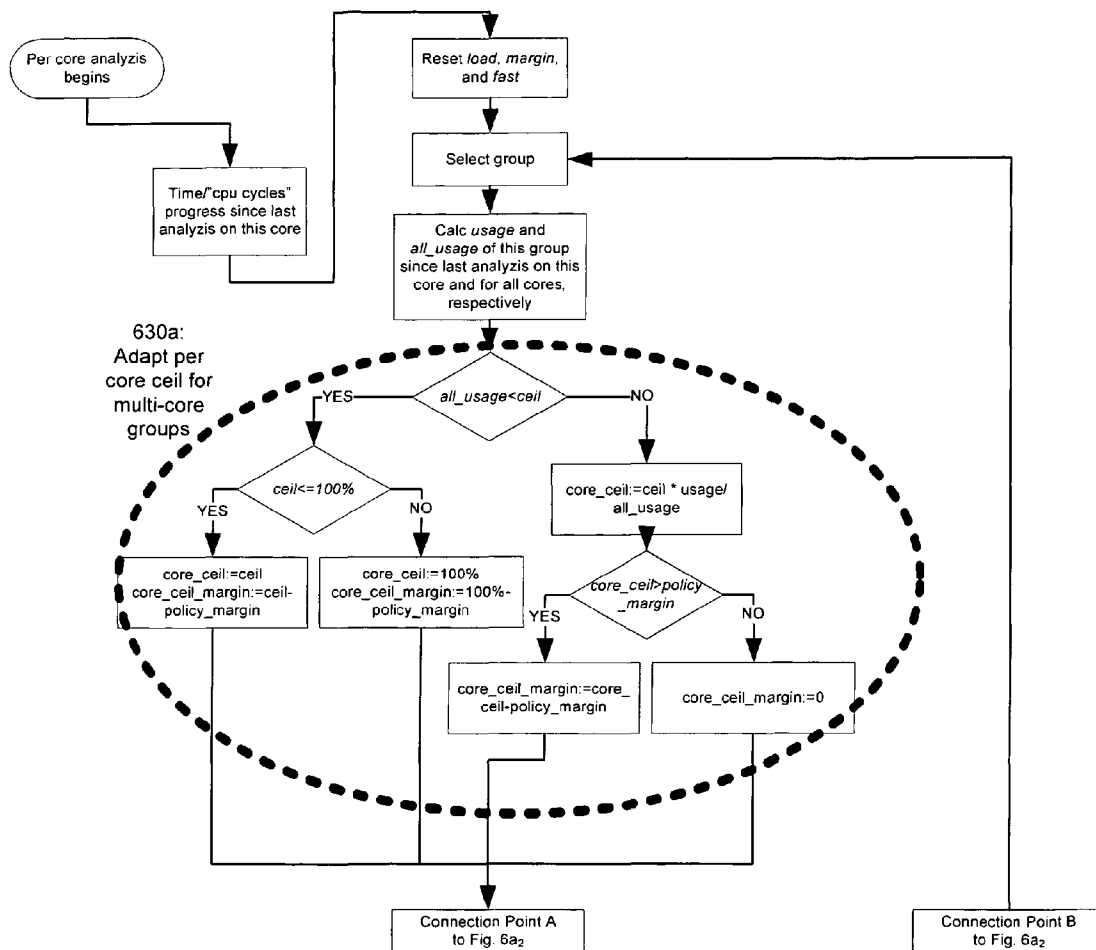 Per core analyzis
begins
Time/"cpu cycles"
progress since last
analyzis on this core
Reset load, margin,
and fast
Select group
Calc usage and
all_usage of this group
since last analyzis on this
core and for all cores,
respectively
630a:
Adapt per
core ceil for
multi-core
groups
all_usage<ceil
YES
NO
ceil<=100%
YES
NO
core_ceil:=ceil * usage/
all_usage
core_ceil:=ceil
core_ceil_margin:=ceil-
policy_margin
core_ceil:=100%
core_ceil_margin:=100%-
policy_margin
core_ceil>policy
_margin
YES
NO
core_ceil_margin:=core_
ceil-policy_margin
core_ceil_margin:=0
Connection Point A
to Fig. 6a₂
Connection Point B
to Fig. 6a₂